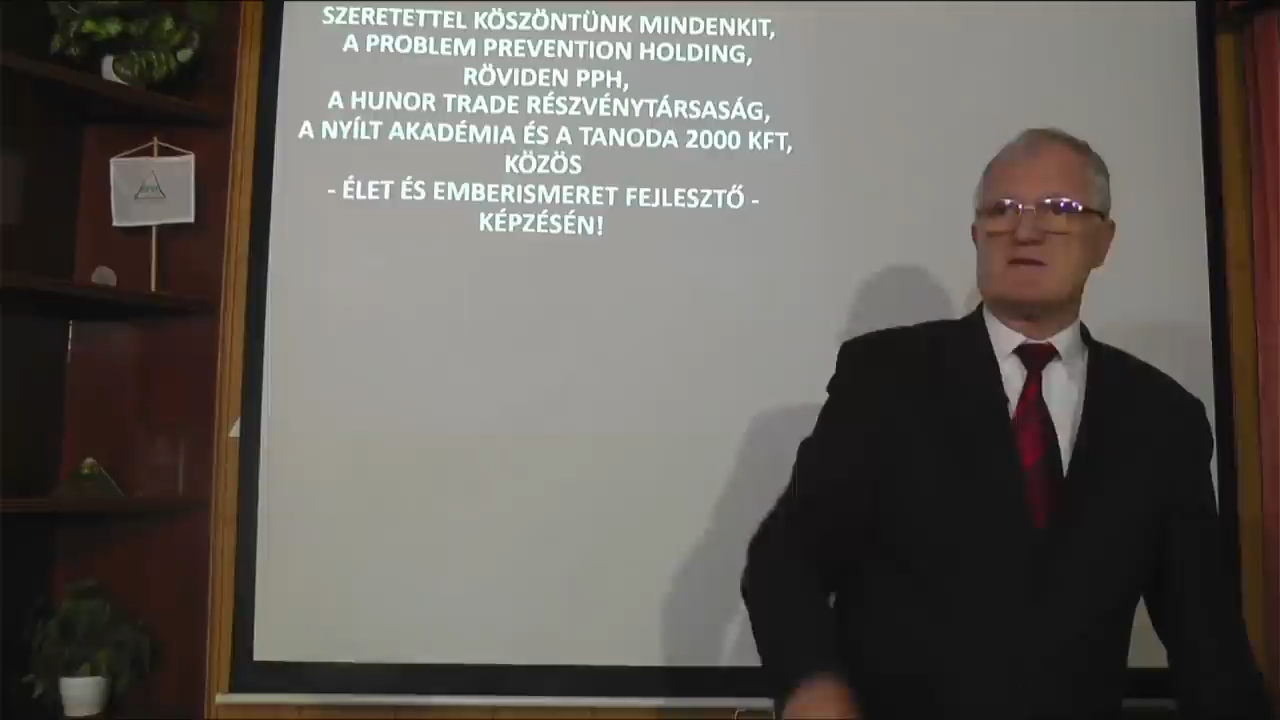 SZERETETTEL KÖSZÖNTÜNK MINDENKIT,
A PROBLEM PREVENTION HOLDING,
RÖVIDEN PPH,
A HUNOR TRADE RÉSZVÉNYTÁRSASÁG,
A NYÍLT AKADÉMIA ÉS A TANODA 2000 KFT,
KÖZÖS
- ÉLET ÉS EMBERISMERET FEJLESZTŐ -
KÉPZÉSÉN!